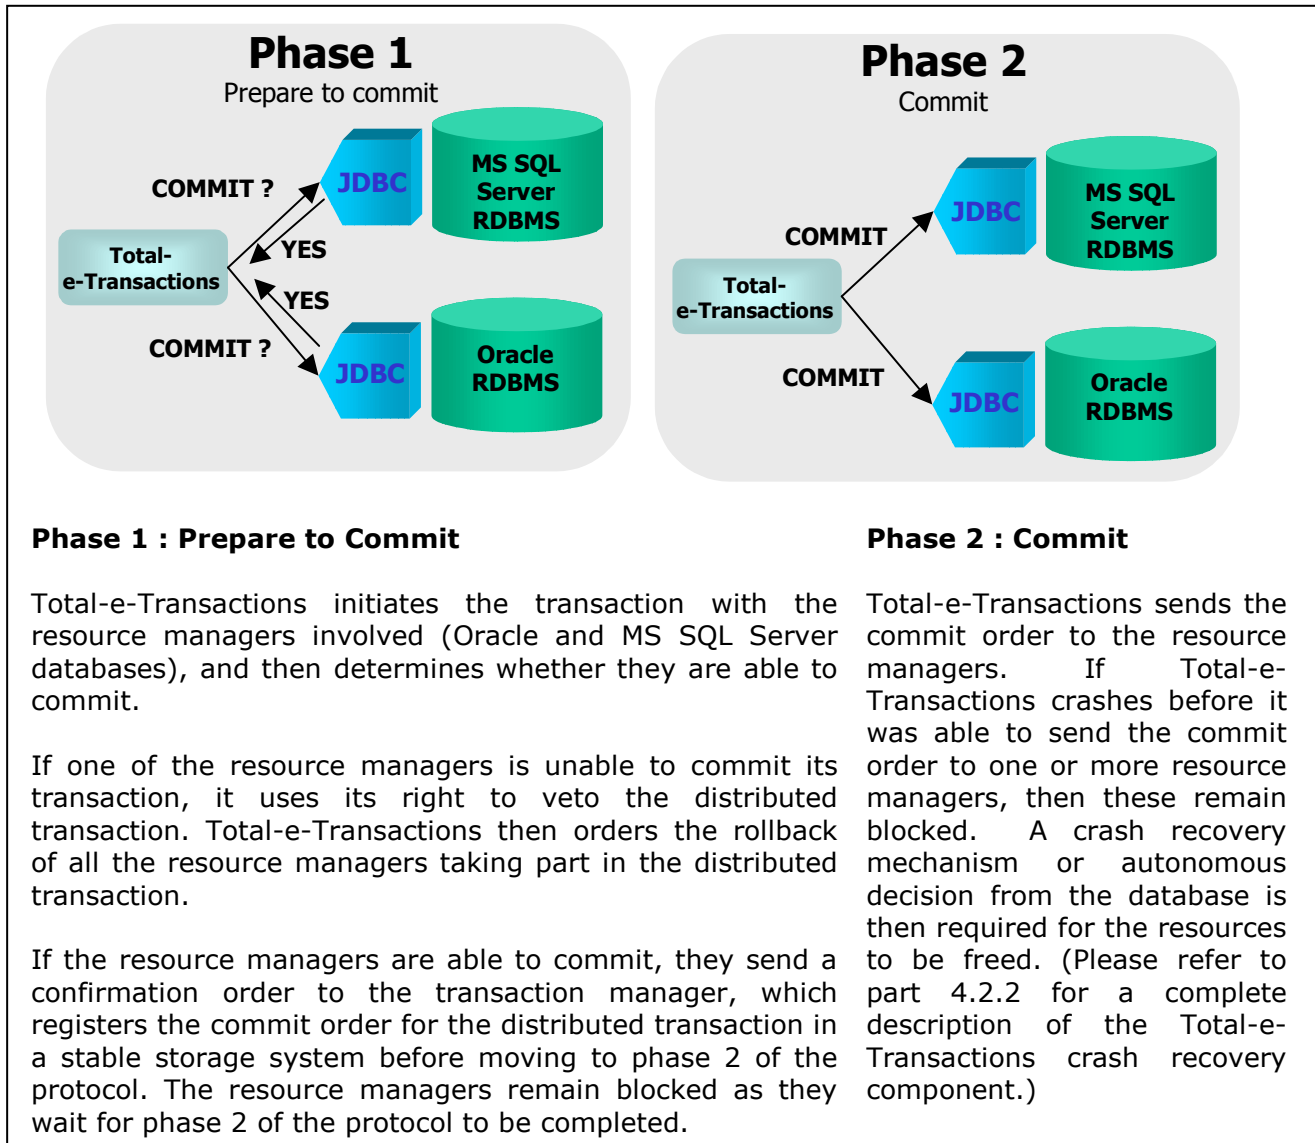 Phase 1
Prepare to commit
COMMIT ?
JDBC
MS SQL
Server
RDBMS
YES
Total-
e-Transactions
YES
COMMIT ?
JDBC
Oracle
RDBMS
Phase 2
Commit
COMMIT
JDBC
MS SQL
Server
RDBMS
Total-
e-Transactions
COMMIT
JDBC
Oracle
RDBMS
Phase 1 : Prepare to Commit
Total-e-Transactions initiates the transaction with the
resource managers involved (Oracle and MS SQL Server
databases), and then determines whether they are able to
commit.
If one of the resource managers is unable to commit its
transaction, it uses its right to veto the distributed
transaction. Total-e-Transactions then orders the rollback
of all the resource managers taking part in the distributed
transaction.
If the resource managers are able to commit, they send a
confirmation order to the transaction manager, which
registers the commit order for the distributed transaction in
a stable storage system before moving to phase 2 of the
protocol. The resource managers remain blocked as they
wait for phase 2 of the protocol to be completed.
Phase 2 : Commit
Total-e-Transactions sends the
commit order to the resource
managers. If Total-e-
Transactions crashes before it
was able to send the commit
order to one or more resource
managers, then these remain
blocked. A crash recovery
mechanism or autonomous
decision from the database is
then required for the resources
to be freed. (Please refer to
part 4.2.2 for a complete
description of the Total-e-
Transactions crash recovery
component.)